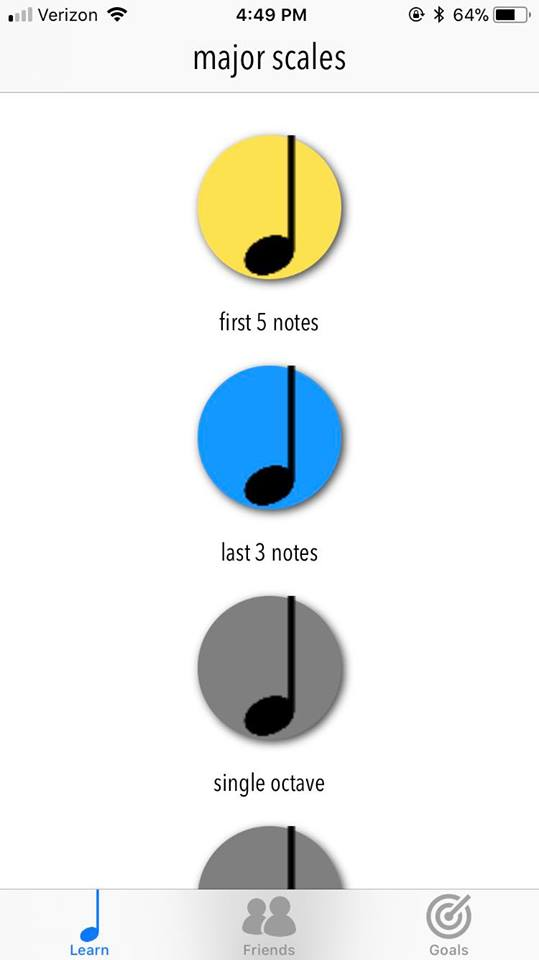 Verizon 4:49 PM 64%
major scales
first 5 notes
last 3 notes
single octave
Learn Friends Goals